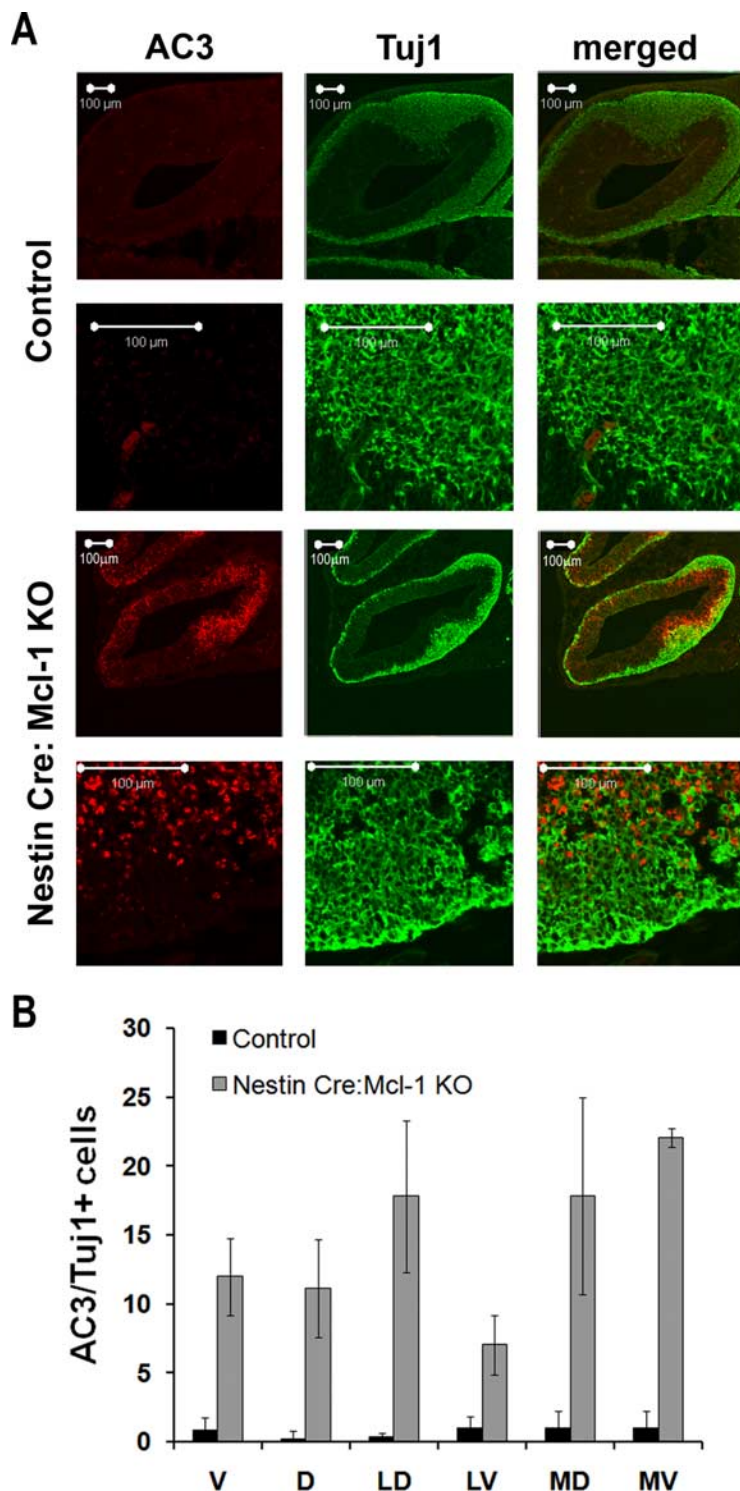 A
AC3 Tuj1 merged
Control
100 µm 100 µm 100 µm
100 µm 100 µm 100 µm
Nestin Cre: Mcl-1 KO
100µm 100µm 100µm
100 µm 100 µm 100 µm
B
AC3/Tuj1+ cells
30
25
20
15
10
5
0
Control
Nestin Cre:Mcl-1 KO
V D LD LV MD MV